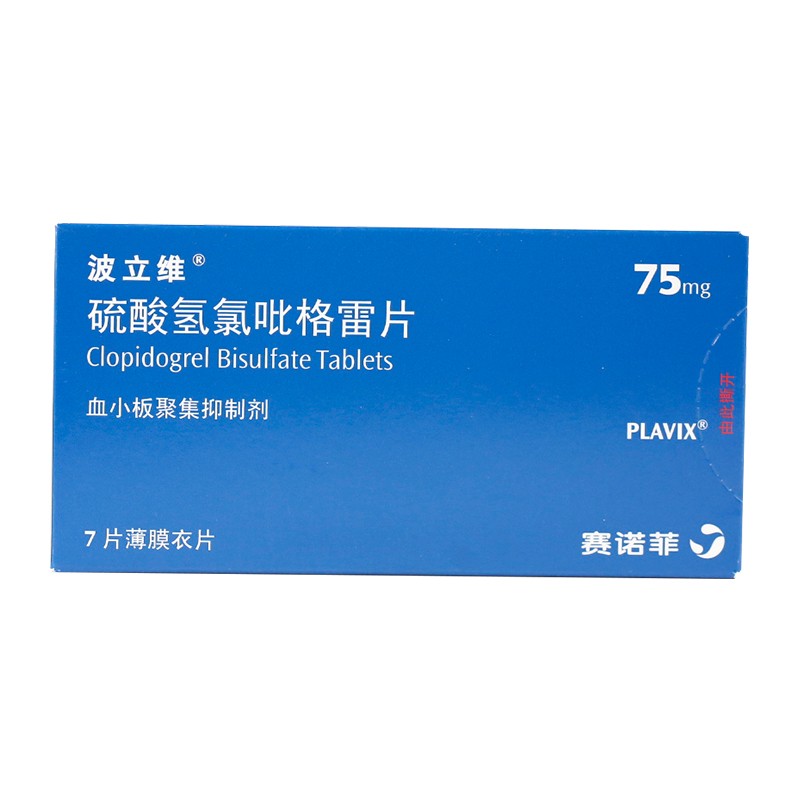 波立维®
75mg
硫酸氢氯吡格雷片
Clopidogrel Bisulfate Tablets
血小板聚集抑制剂
由此撕开
PLAVIX®
7片薄膜衣片
赛诺菲